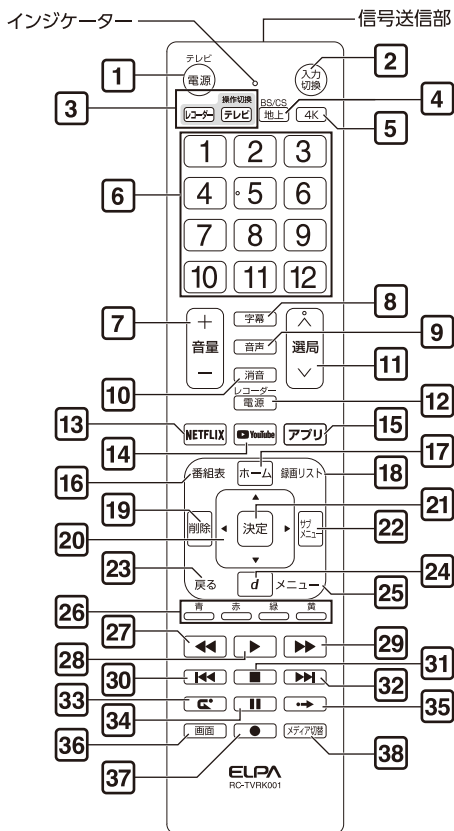 インジケーター
信号送信部
テレビ
1
電源
入力
切換
2
3
操作切換
レコーダー
テレビ
BS/CS
地上
4K
4
5
1 2 3
4 5 6
7 8 9
10 11 12
6
7
+
音量
−
字幕
8
音声
9
消音
10
選局
11
レコーダー
電源
12
13
NETFLIX
YouTube
14
アプリ
15
16
番組表
ホーム
17
録画リスト
18
19
削除
20
決定
21
サブ
メニュー
22
23
戻る
d
24
メニュー
25
26
青
赤
緑
黄
27
28
29
30
31
32
33
34
35
36
画面
37
メディア切替
38
ELPA
RC-TVRK001